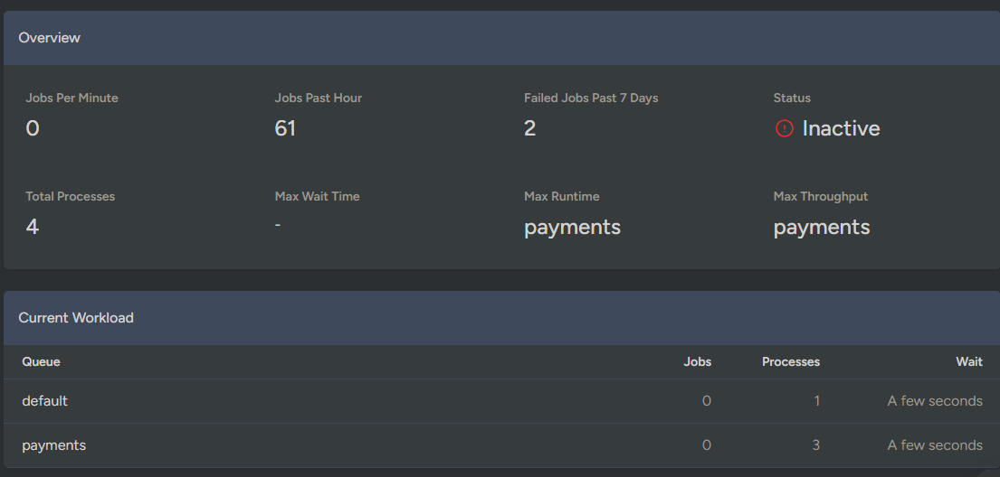 Overview
Jobs Per Minute Jobs Past Hour Failed Jobs Past 7 Days Status
0 61 2 Inactive
Total Processes Max Wait Time Max Runtime Max Throughput
4 - payments payments
Current Workload
Queue Jobs Processes Wait
default 0 1 A few seconds
payments 0 3 A few seconds